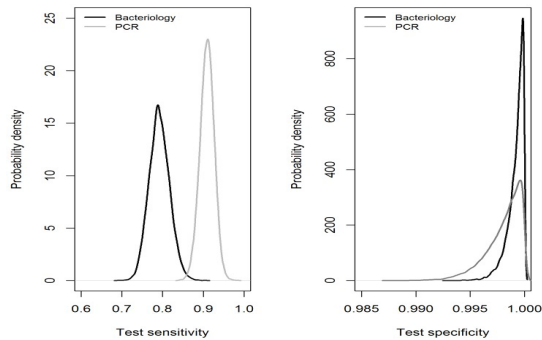 Bacteriology
PCR
Probability density
0
5
10
15
20
25
0.6 0.7 0.8 0.9 1.0
Test sensitivity
Bacteriology
PCR
Probability density
0
200
400
600
800
0.985 0.990 0.995 1.000
Test specificity